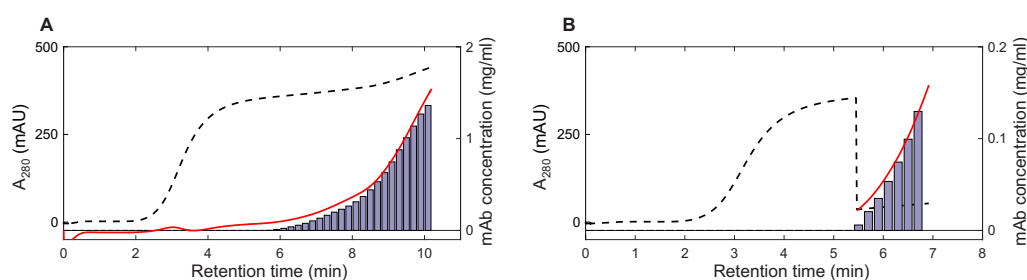 A
500
250
0
A280 (mAU)
2
1
0
mAb concentration (mg/ml)
0 2 4 6 8 10
Retention time (min)
B
500
250
0
A280 (mAU)
0.2
0.1
0
mAb concentration (mg/ml)
0 1 2 3 4 5 6 7 8
Retention time (min)